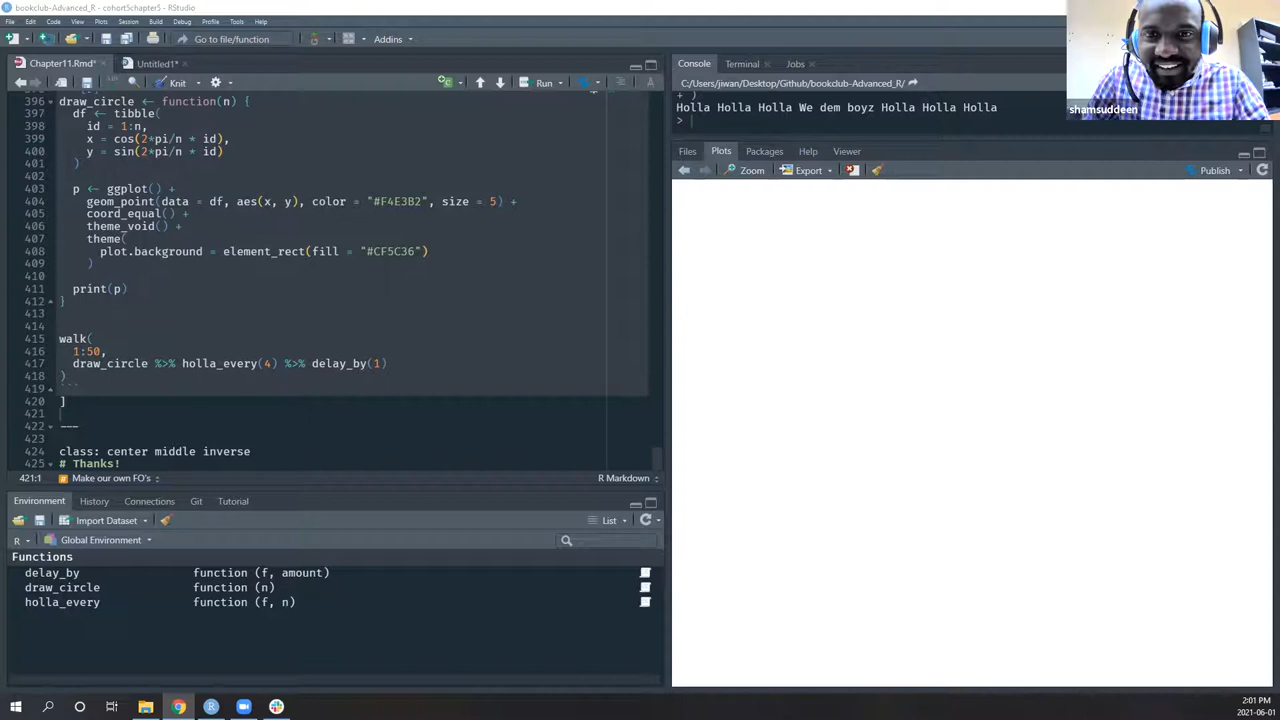 bookclub-Advanced_R - cohort5chapter5 - RStudio
File Edit Code View Plots Session Build Debug Profile Tools Help
Go to file/function Addins
Chapter11.Rmd* Untitled1*
Knit Run
396 draw_circle ← function(n) {
397 df ← tibble(
398 id = 1:n,
399 x = cos(2*pi/n * id),
400 y = sin(2*pi/n * id)
401 )
402
403 p ← ggplot() +
404 geom_point(data = df, aes(x, y), color = "#F4E3B2", size = 5) +
405 coord_equal() +
406 theme_void() +
407 theme(
408 plot.background = element_rect(fill = "#CF5C36")
409 )
410
411 print(p)
412 }
413
414
415 walk(
416 1:50,
417 draw_circle %>% holla_every(4) %>% delay_by(1)
418 )
419 ```
420 ]
421
422 ---
423
424 class: center middle inverse
425 # Thanks!
421:1 Make our own FO's R Markdown
Environment History Connections Git Tutorial
Import Dataset List
R Global Environment
Functions
delay_by function (f, amount)
draw_circle function (n)
holla_every function (f, n)
Console Terminal Jobs
C:/Users/jiwan/Desktop/Github/bookclub-Advanced_R/
+ )
Holla Holla Holla We dem boyz Holla Holla Holla
>
Files Plots Packages Help Viewer
Zoom Export Publish
shamsuddeen
2:01 PM
2021-06-01